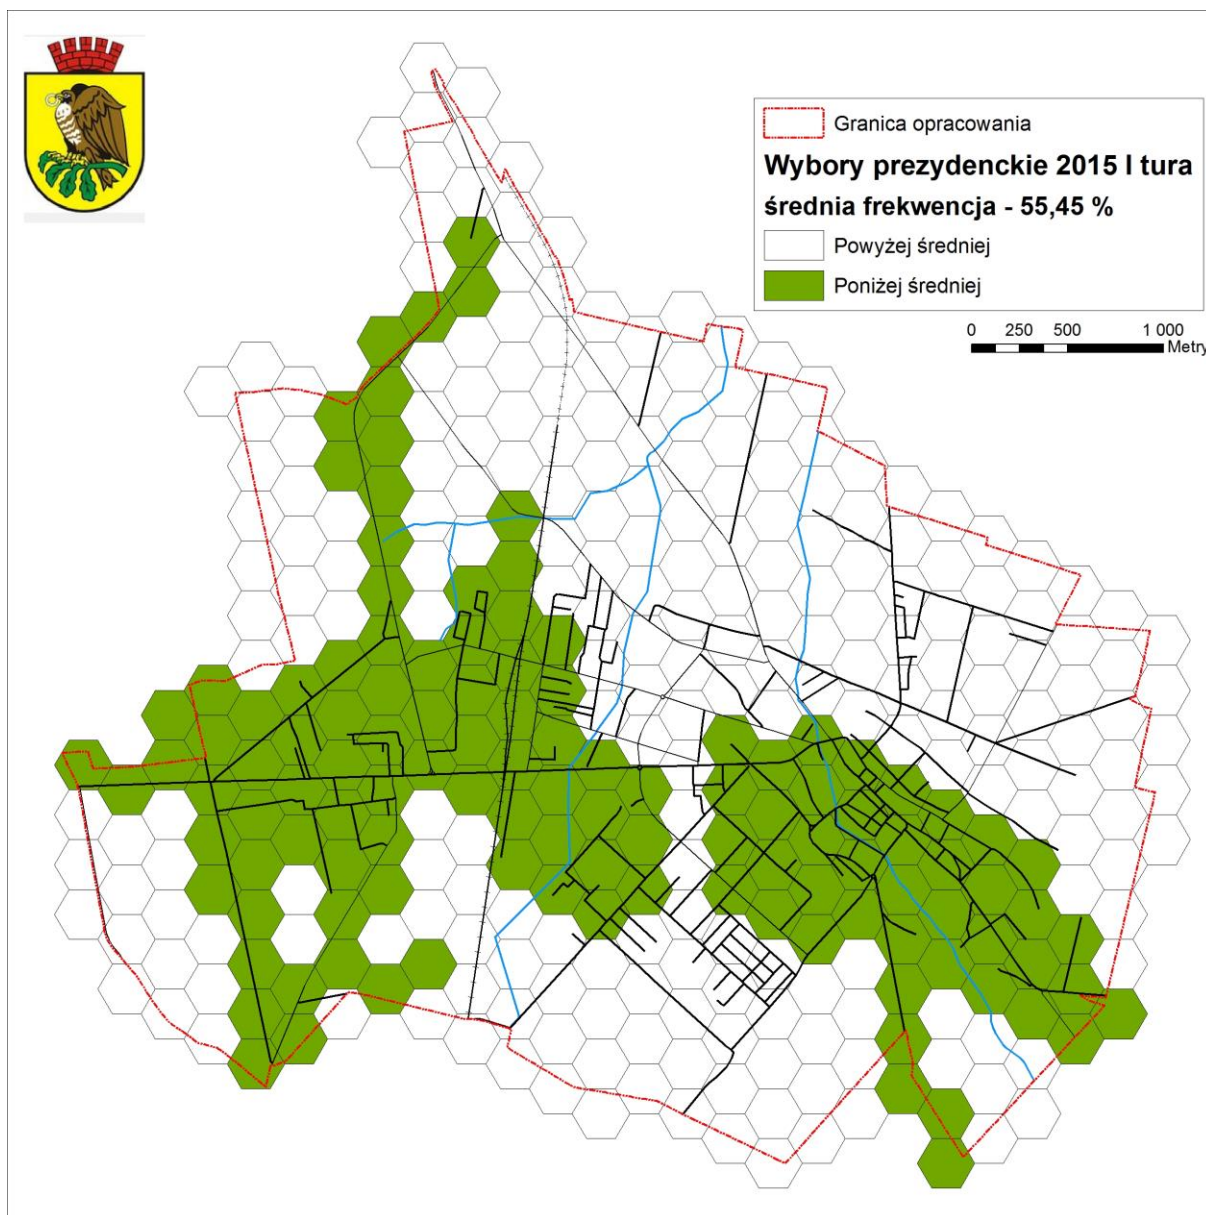 Granica opracowania
Wybory prezydenckie 2015 I tura
średnia frekwencja - 55,45 %
Powyżej średniej
Poniżej średniej
0 250 500 1 000
Metry